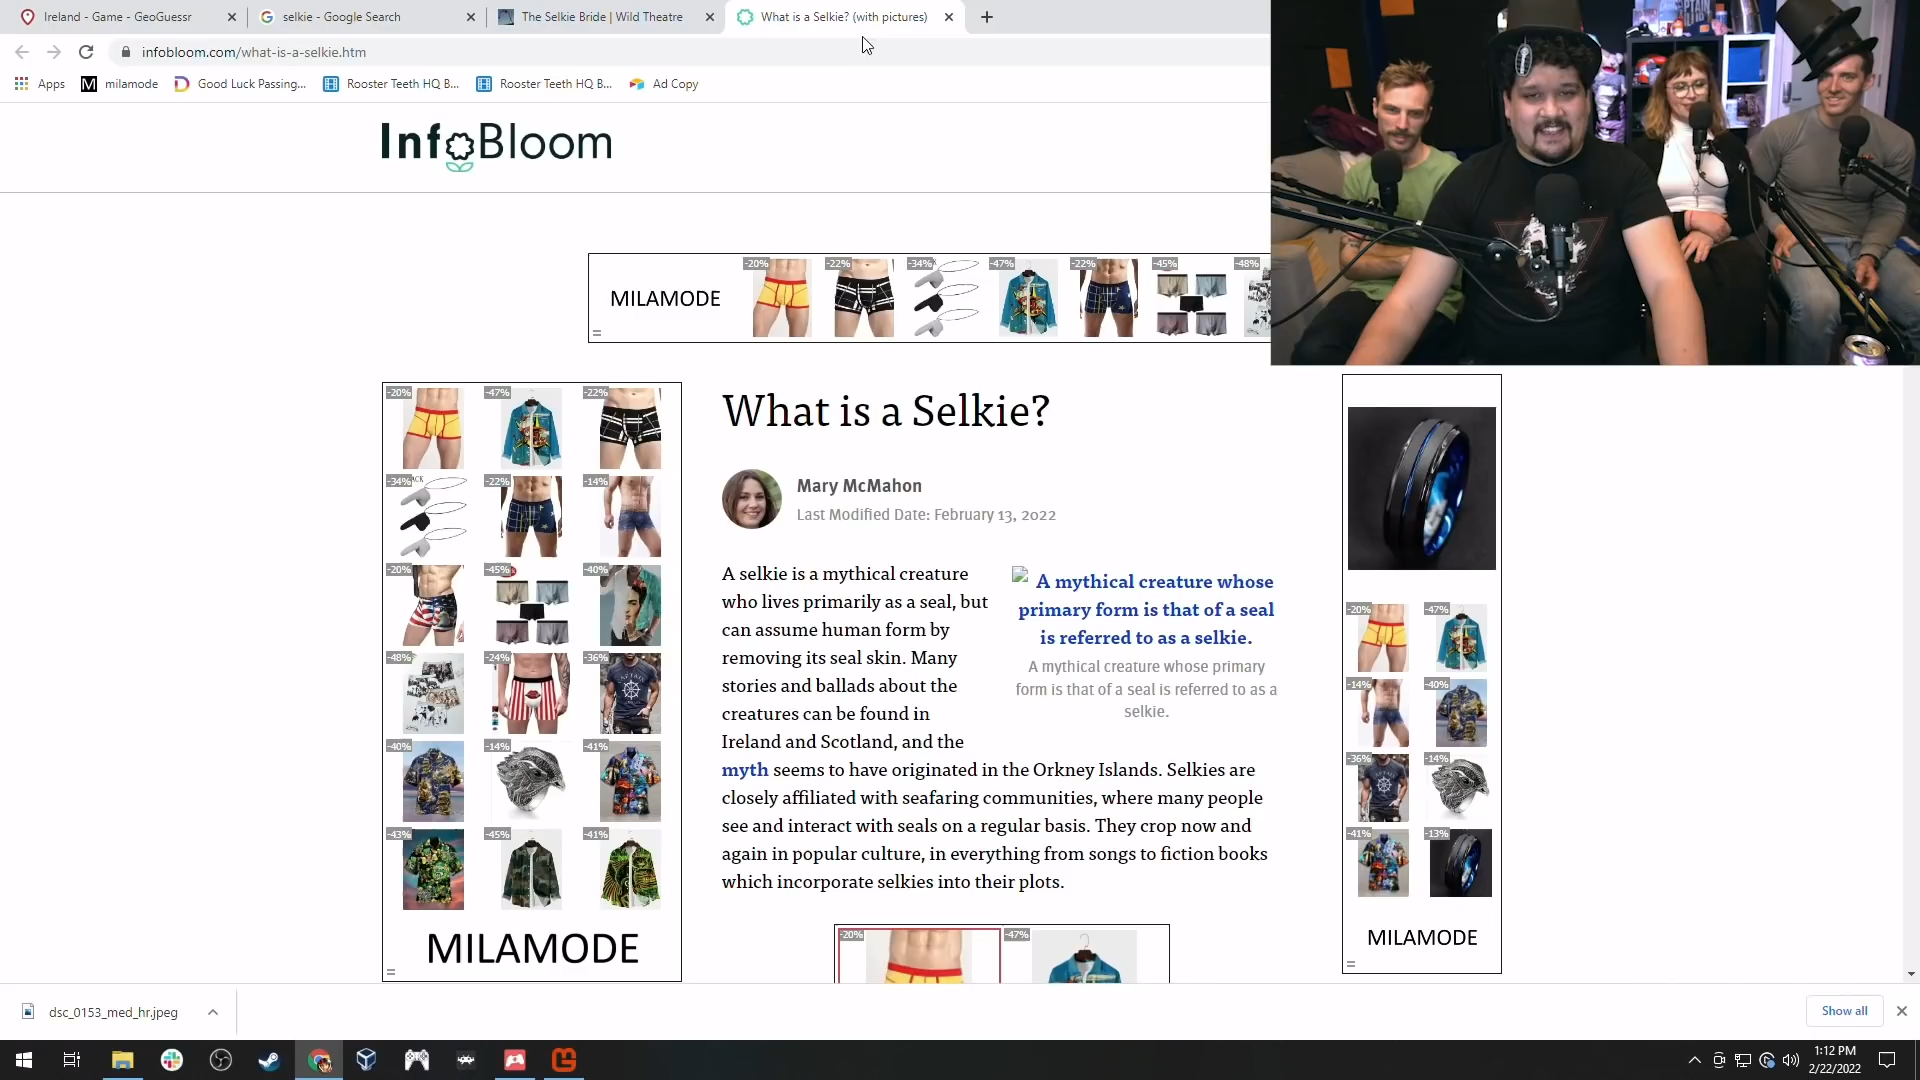 Ireland - Game - GeoGuessr
selkie - Google Search
The Selkie Bride | Wild Theatre
What is a Selkie? (with pictures)
infobloom.com/what-is-a-selkie.htm
Apps
milamode
Good Luck Passing...
Rooster Teeth HQ B...
Rooster Teeth HQ B...
Ad Copy
InfoBloom
MILAMODE
-20%
-22%
-34%
-47%
-22%
-45%
-48%
-20%
-47%
-22%
-34%
-22%
-14%
-20%
-45%
-40%
-48%
-24%
-36%
-40%
-14%
-41%
-43%
-45%
-41%
MILAMODE
What is a Selkie?
Mary McMahon
Last Modified Date: February 13, 2022
A selkie is a mythical creature
who lives primarily as a seal, but
can assume human form by
removing its seal skin. Many
stories and ballads about the
creatures can be found in
Ireland and Scotland, and the
myth seems to have originated in the Orkney Islands. Selkies are
closely affiliated with seafaring communities, where many people
see and interact with seals on a regular basis. They crop now and
again in popular culture, in everything from songs to fiction books
which incorporate selkies into their plots.
A mythical creature whose
primary form is that of a seal
is referred to as a selkie.
A mythical creature whose primary
form is that of a seal is referred to as a
selkie.
-20%
-47%
-20%
-47%
-14%
-40%
-36%
-14%
-41%
-13%
MILAMODE
dsc_0153_med_hr.jpeg
Show all
1:12 PM
2/22/2022